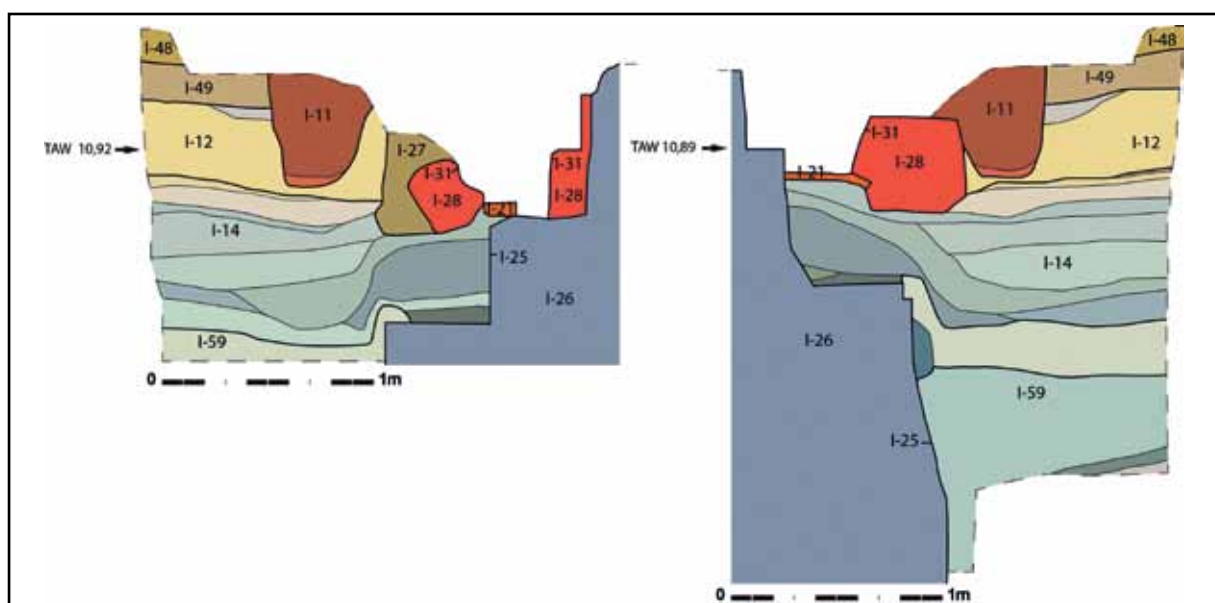 I-48
I-49
I-11
I-12
TAW 10,92
I-27
I-31
I-28
I-21
I-31
I-28
I-14
I-25
I-26
I-59
0 1m
I-48
I-49
I-11
I-31
I-12
TAW 10,89
I-28
I-21
I-14
I-26
I-59
I-25
0 1m